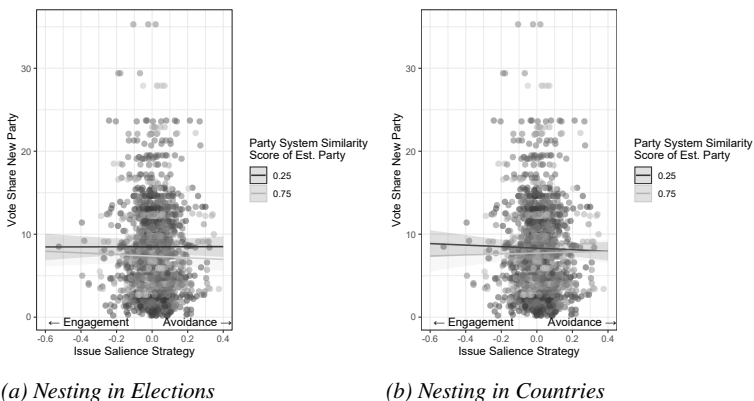 Vote Share New Party
30
20
10
0
-0.6 -0.4 -0.2 0.0 0.2 0.4
← Engagement Avoidance →
Issue Salience Strategy
Party System Similarity
Score of Est. Party
0.25
0.75
(a) Nesting in Elections
Vote Share New Party
30
20
10
0
-0.6 -0.4 -0.2 0.0 0.2 0.4
← Engagement Avoidance →
Issue Salience Strategy
Party System Similarity
Score of Est. Party
0.25
0.75
(b) Nesting in Countries